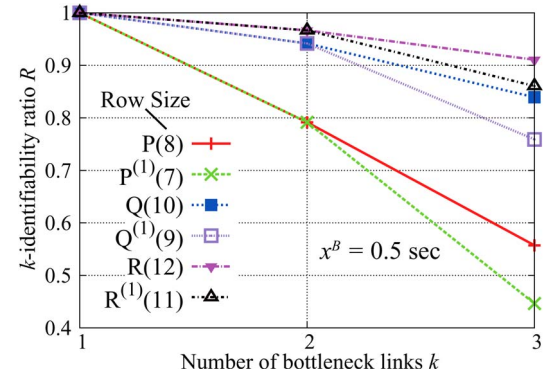 1
0.9
0.8
0.7
0.6
0.5
0.4
k-identifiability ratio R
Row Size
P(8)
P(1)(7)
Q(10)
Q(1)(9)
R(12)
R(1)(11)
x^B = 0.5 sec
1
2
3
Number of bottleneck links k